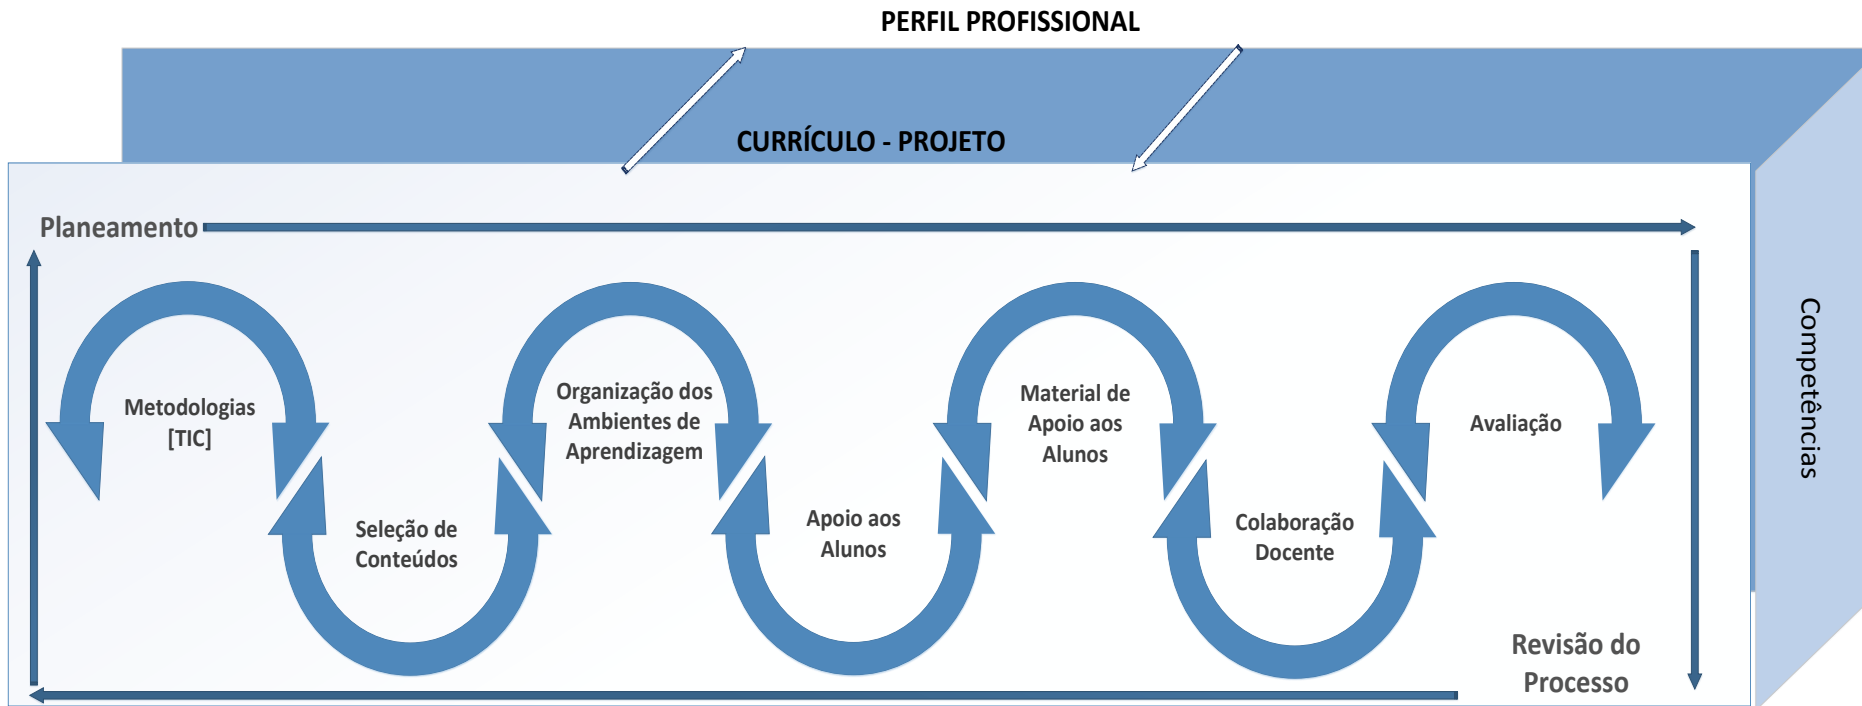 PERFIL PROFISSIONAL
CURRÍCULO - PROJETO
Planeamento
Metodologias
[TIC]
Seleção de
Conteúdos
Organização dos
Ambientes de
Aprendizagem
Apoio aos
Alunos
Material de
Apoio aos
Alunos
Colaboração
Docente
Avaliação
Revisão do
Processo
Competências